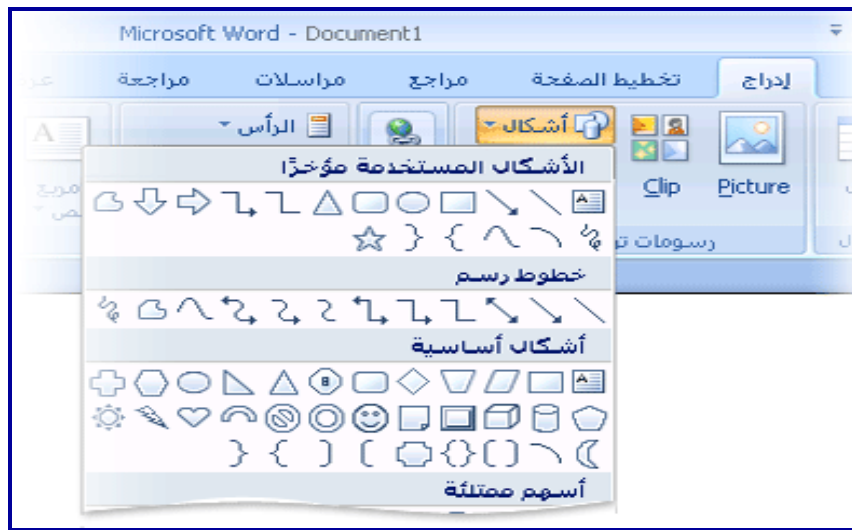 Microsoft Word - Document1
إدراج تخطيط الصفحة مراجع مراسلات مراجعة
أشكال الرأس
Picture Clip
رسومات
الأشكال المستخدمة مؤخرًا
خطوط رسم
أشكال أساسية
أسهم ممتلئة